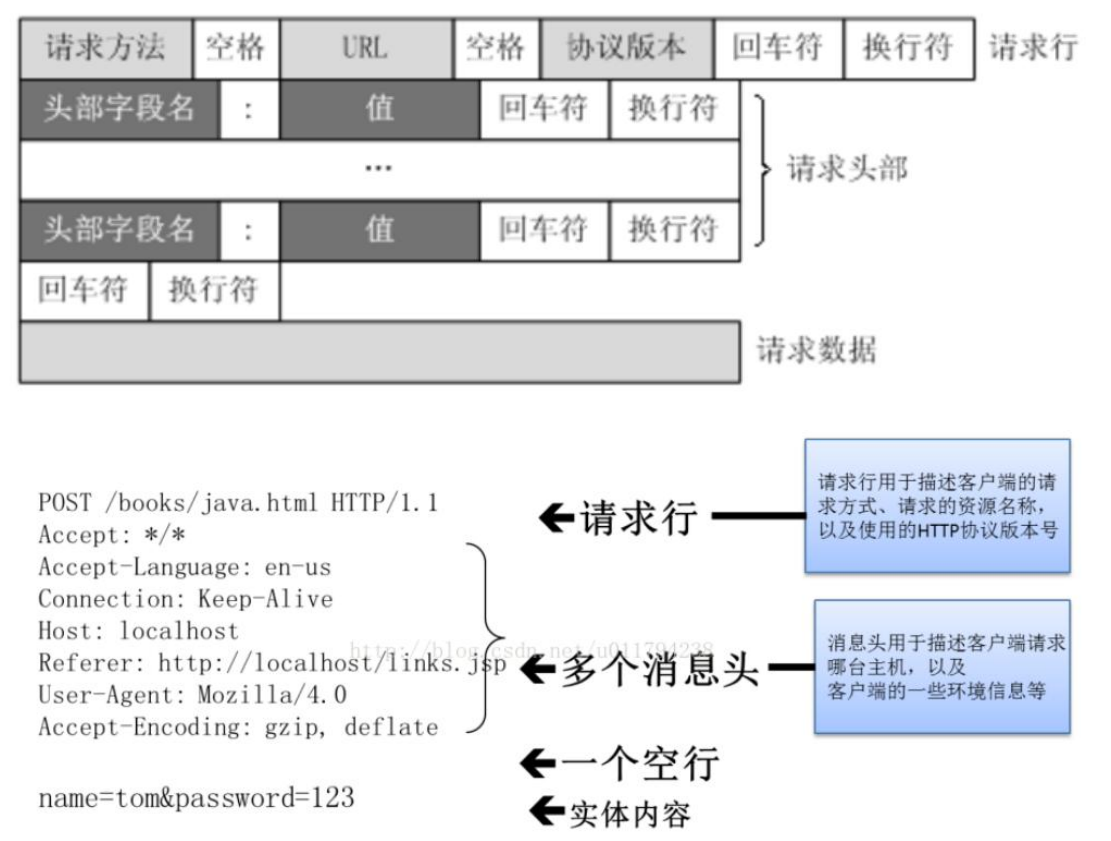 请求方法 空格 URL 空格 协议版本 回车符 换行符 请求行
头部字段名 : 值 回车符 换行符
...
请求头部
头部字段名 : 值 回车符 换行符
回车符 换行符
请求数据
POST /books/java.html HTTP/1.1
Accept: */*
Accept-Language: en-us
Connection: Keep-Alive
Host: localhost
Referer: http://localhost/links.jsp
User-Agent: Mozilla/4.0
Accept-Encoding: gzip, deflate
name=tom&password=123
请求行
多个消息头
一个空行
实体内容
请求行用于描述客户端的请
求方式、请求的资源名称，
以及使用的HTTP协议版本号
消息头用于描述客户端请求
哪台主机，以及
客户端的一些环境信息等
http://blog.csdn.net/u011794238